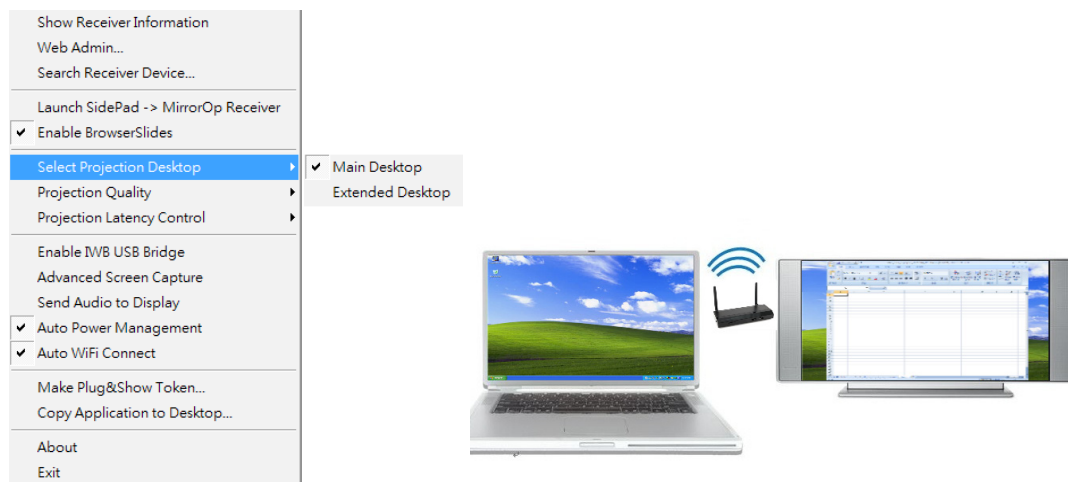 Show Receiver Information
Web Admin...
Search Receiver Device...
Launch SidePad -> MirrorOp Receiver
Enable BrowserSlides
Select Projection Desktop
Main Desktop
Projection Quality
Extended Desktop
Projection Latency Control
Enable IWB USB Bridge
Advanced Screen Capture
Send Audio to Display
Auto Power Management
Auto WiFi Connect
Make Plug&Show Token...
Copy Application to Desktop...
About
Exit